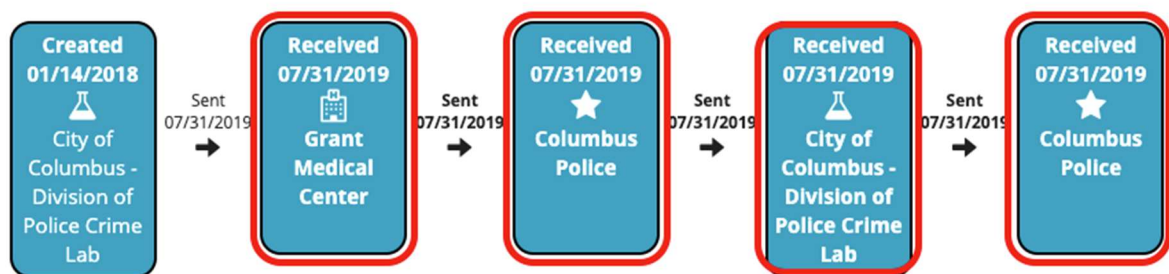 Created
01/14/2018
City of
Columbus -
Division of
Police Crime
Lab
Sent
07/31/2019
Received
07/31/2019
H
Grant
Medical
Center
Sent
07/31/2019
Received
07/31/2019
Columbus
Police
Sent
07/31/2019
Received
07/31/2019
City of
Columbus -
Division of
Police Crime
Lab
Sent
07/31/2019
Received
07/31/2019
Columbus
Police